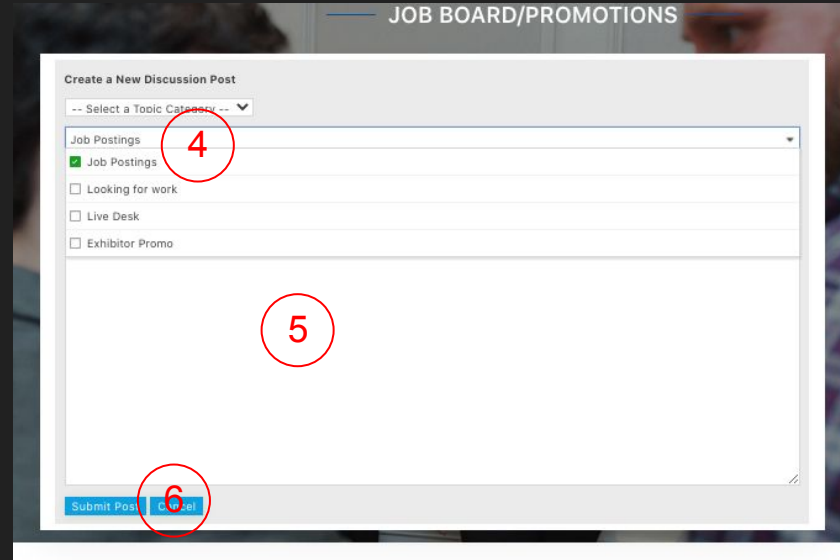 JOB BOARD/PROMOTIONS
Create a New Discussion Post
-- Select a Topic Category --
Job Postings
4
Job Postings
Looking for work
Live Desk
Exhibitor Promo
5
6
Submit Post Cancel